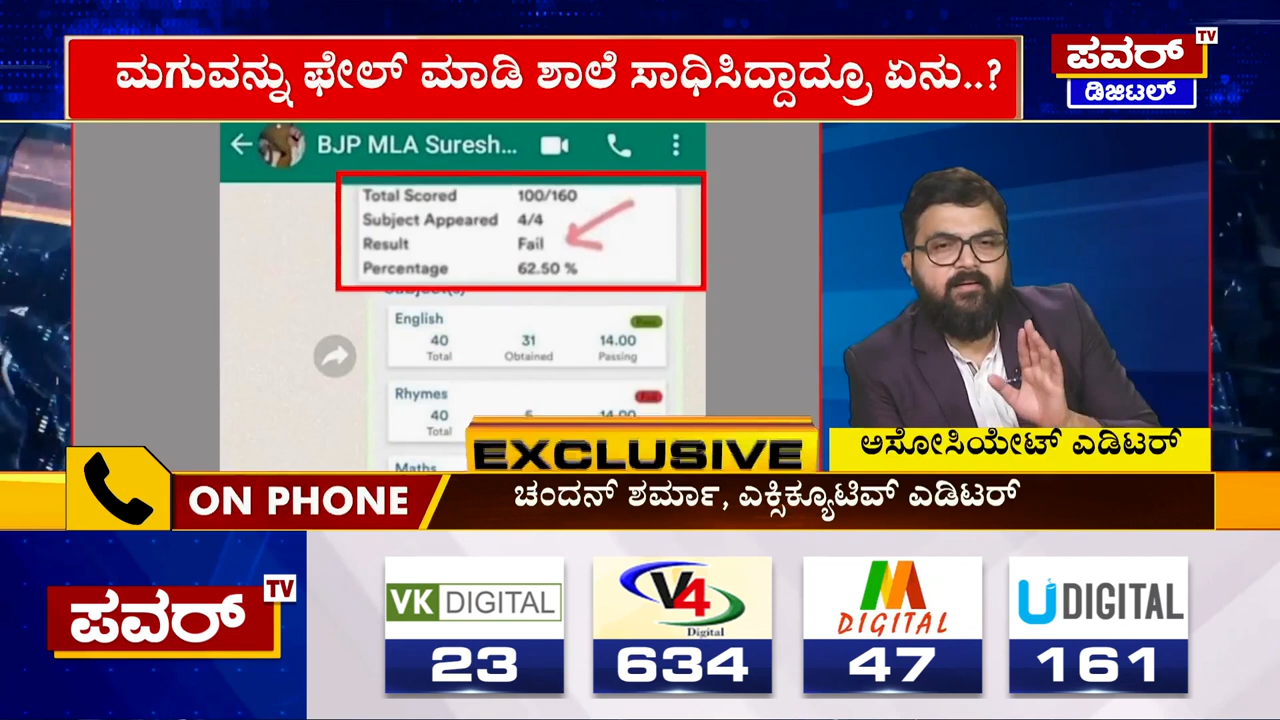 ಮಗುವನ್ನು ಫೇಲ್ ಮಾಡಿ ಶಾಲೆ ಸಾಧಿಸಿದ್ದಾದ್ರೂ ಏನು..?
ಪವರ್ TV
ಡಿಜಿಟಲ್
BJP MLA Suresh...
Total Scored 100/160
Subject Appeared 4/4
Result Fail
Percentage 62.50 %
Subject(s)
English
40 31 14.00
Total Obtained Passing
Rhymes
40 14.00
Total
Maths
EXCLUSIVE
ಅಸೋಸಿಯೇಟ್ ಎಡಿಟರ್
ON PHONE
ಚಂದನ್ ಶರ್ಮಾ, ಎಕ್ಸಿಕ್ಯೂಟಿವ್ ಎಡಿಟರ್
ಪವರ್ TV
VK DIGITAL
23
V4 Digital
634
M DIGITAL
47
U DIGITAL
161